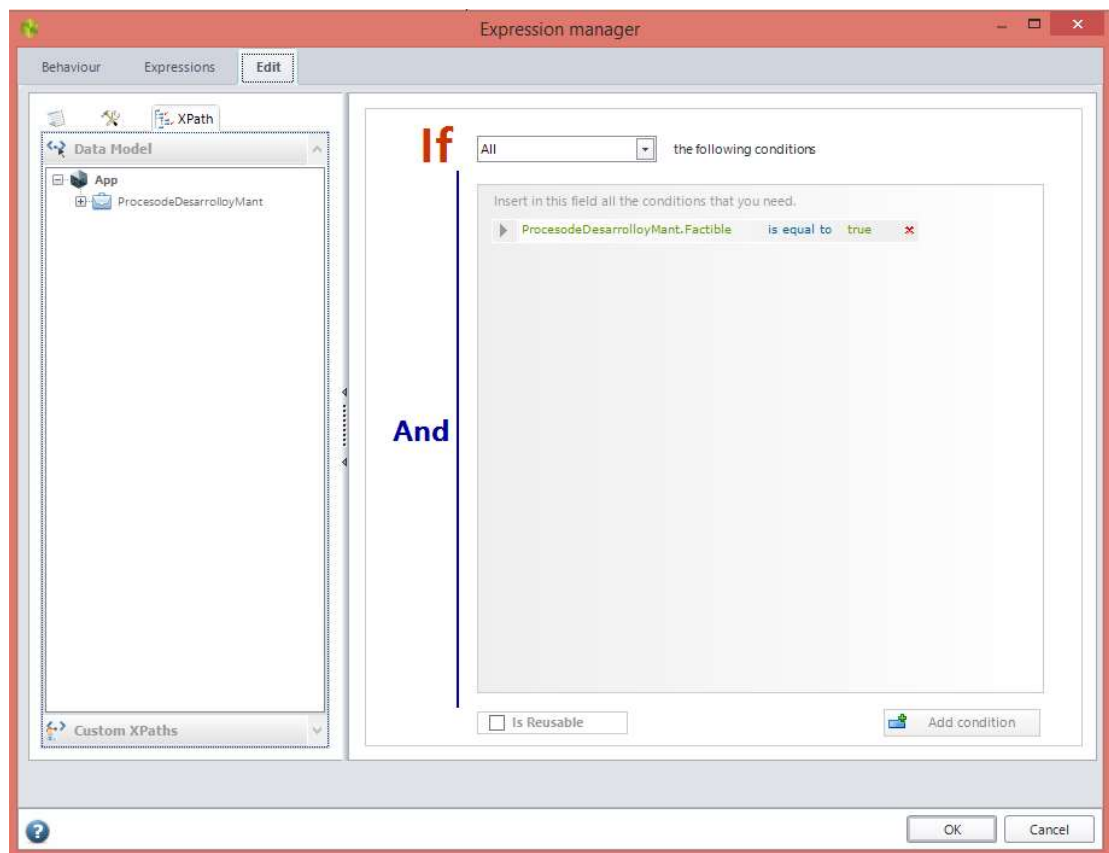 Expression manager
Behaviour Expressions Edit
XPath
Data Model
App
ProcesodeDesarrolloyMant
Custom XPaths
If All the following conditions
Insert in this field all the conditions that you need.
ProcesodeDesarrolloyMant.Factible is equal to true
And
Is Reusable Add condition
OK Cancel